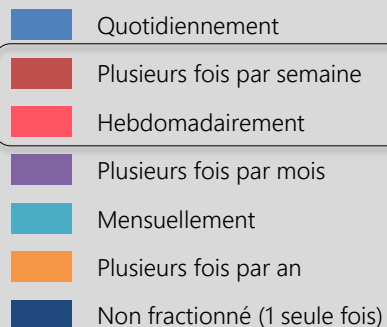 Quotidiennement
Plusieurs fois par semaine
Hebdomadairement
Plusieurs fois par mois
Mensuellement
Plusieurs fois par an
Non fractionné (1 seule fois)